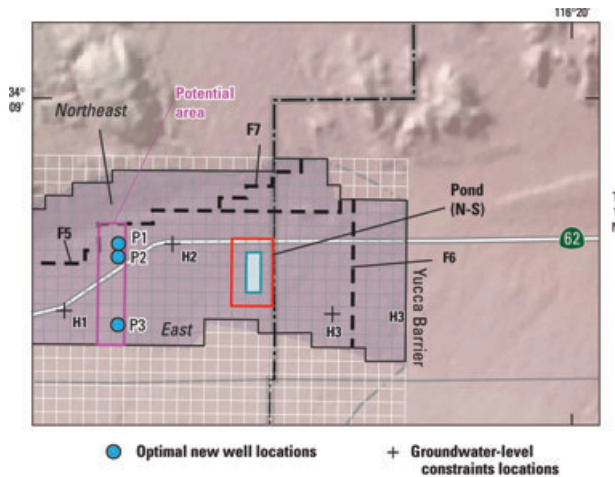 116°20'
34°
09'
Potential
area
Northeast
F7
Pond
(N-S)
F5
P1
P2
H2
62
F6
H1
P3
East
H3
H3
Yucca Barrier
Optimal new well locations
Groundwater-level
constraints locations